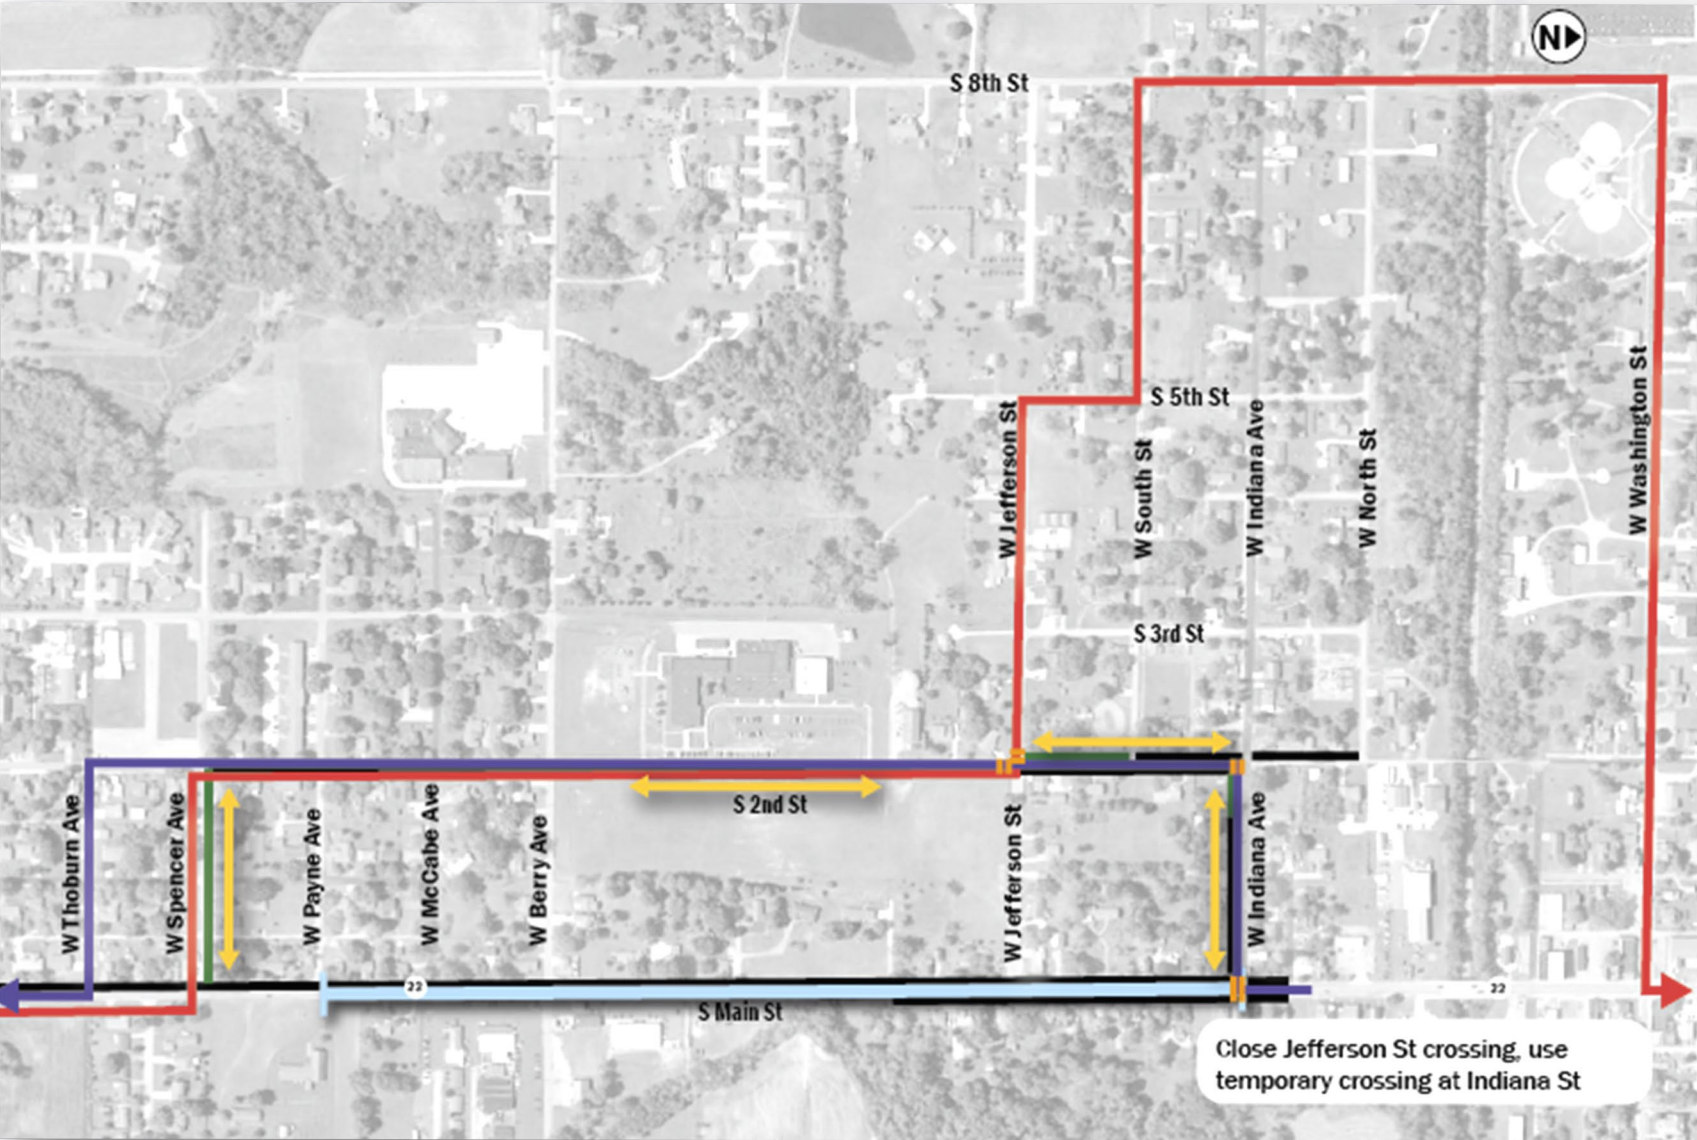 N
S 8th St
S 5th St
W Jefferson St
W South St
W Indiana Ave
W North St
W Washington St
S 3rd St
S 2nd St
W Thoburn Ave
W Spencer Ave
W Payne Ave
W McCabe Ave
W Berry Ave
W Jefferson St
W Indiana Ave
22
22
S Main St
Close Jefferson St crossing, use
temporary crossing at Indiana St